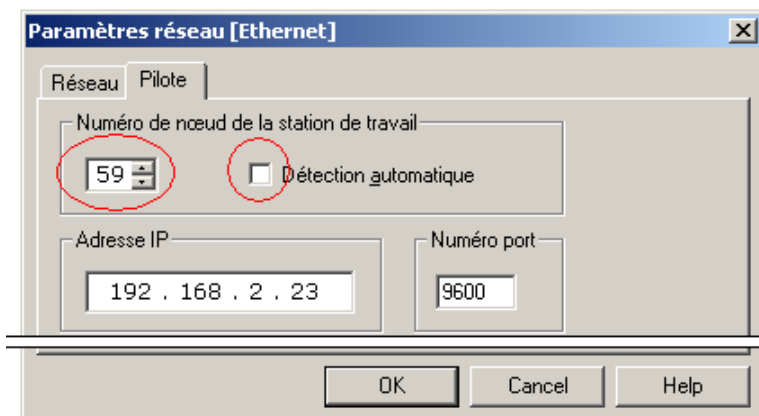 Paramètres réseau [Ethernet]
Réseau Pilote
Numéro de nœud de la station de travail
59 Détection automatique
Adresse IP Numéro port
192 . 168 . 2 . 23 9600
OK Cancel Help